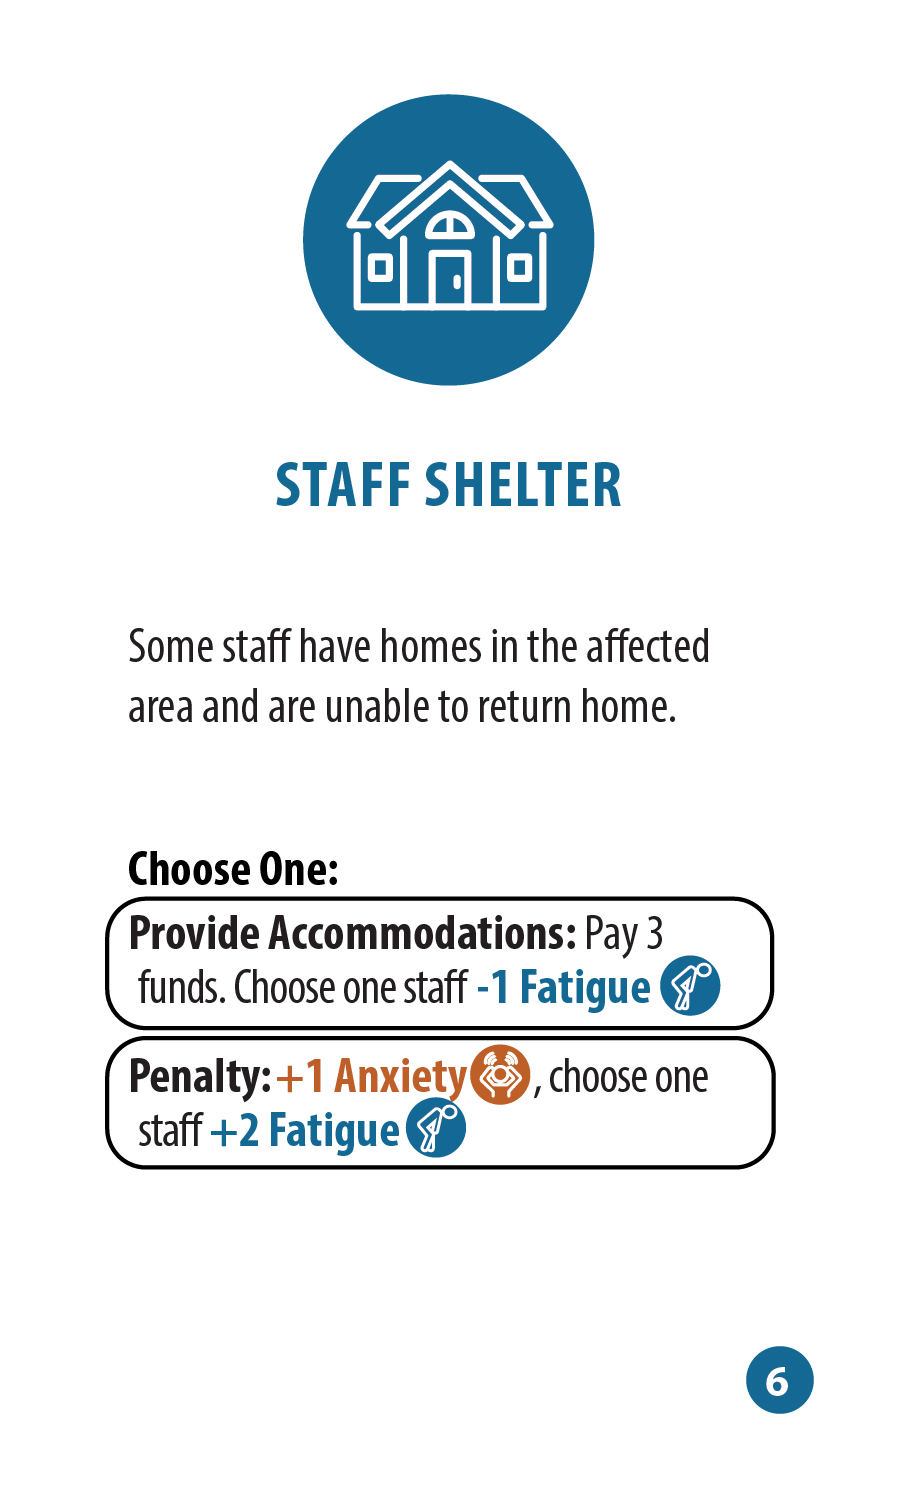 STAFF SHELTER
Some staff have homes in the affected
area and are unable to return home.
Choose One:
Provide Accommodations: Pay 3
funds. Choose one staff -1 Fatigue
Penalty: +1 Anxiety , choose one
staff +2 Fatigue
6